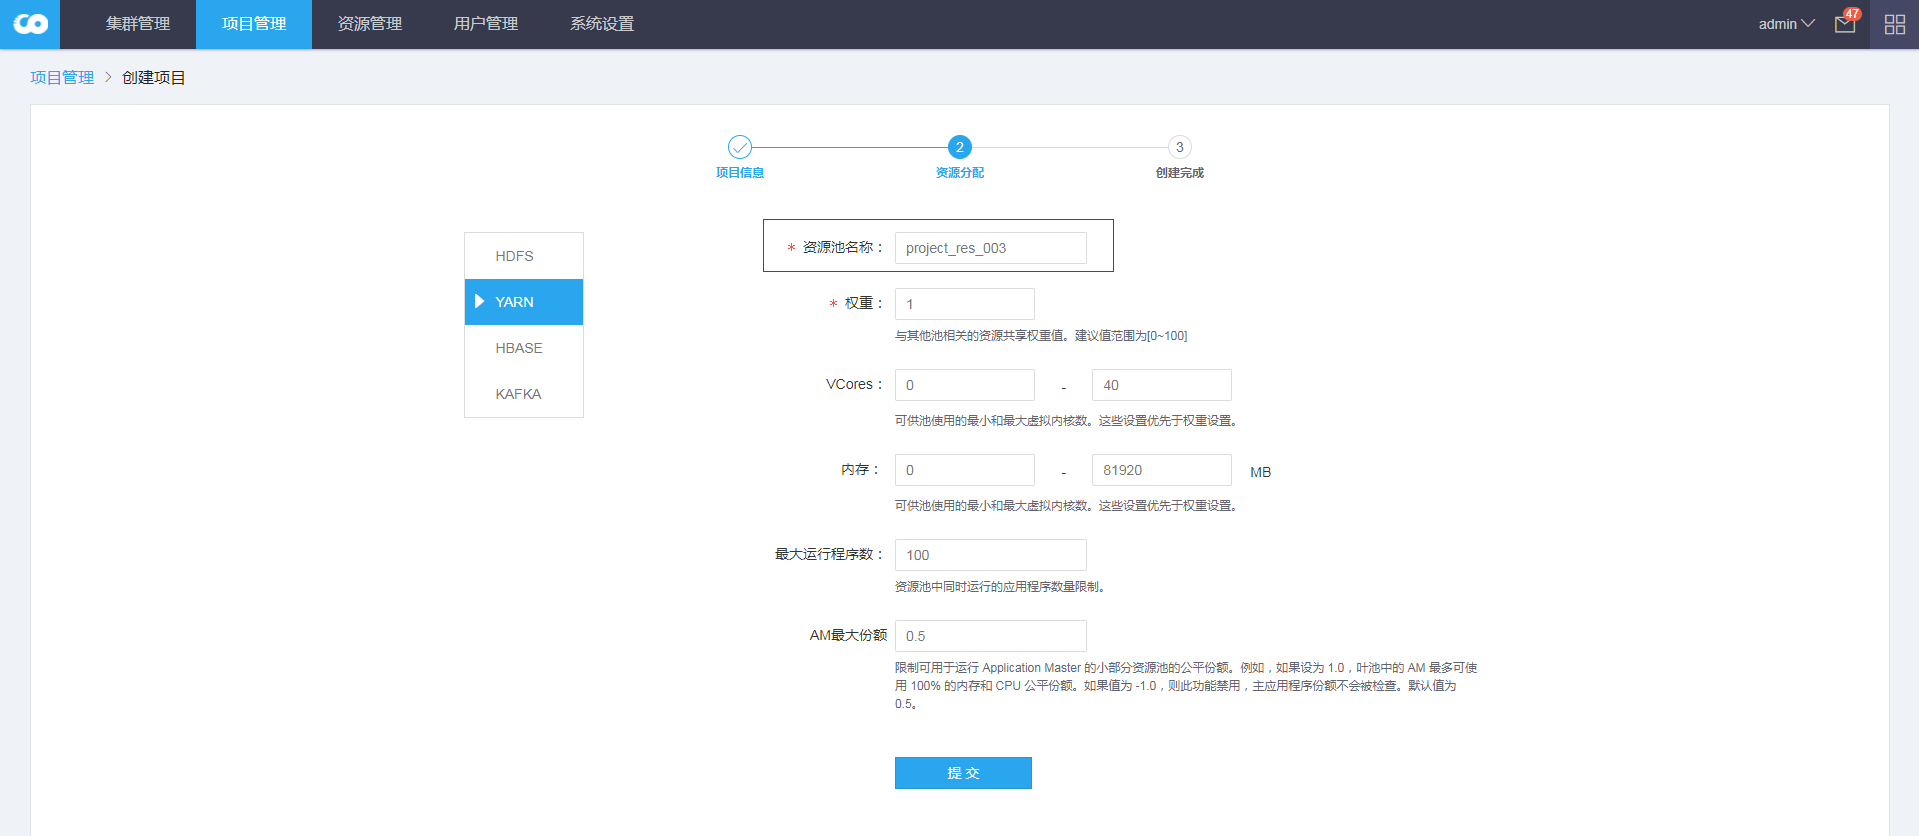 集群管理
项目管理
资源管理
用户管理
系统设置
admin
47
项目管理 > 创建项目
2
3
项目信息
资源分配
创建完成
HDFS
YARN
HBASE
KAFKA
* 资源池名称： project_res_003
* 权重： 1
与其他池相关的资源共享权重值。建议值范围为[0~100]
VCores： 0 - 40
可供池使用的最小和最大虚拟内核数。这些设置优先于权重设置。
内存： 0 - 81920 MB
可供池使用的最小和最大虚拟内核数。这些设置优先于权重设置。
最大运行程序数： 100
资源池中同时运行的应用程序数量限制。
AM最大份额 0.5
限制可用于运行 Application Master 的小部分资源池的公平份额。例如，如果设为 1.0，叶池中的 AM 最多可使
用 100% 的内存和 CPU 公平份额。如果值为 -1.0，则此功能禁用，主应用程序份额不会被检查。默认值为
0.5。
提 交